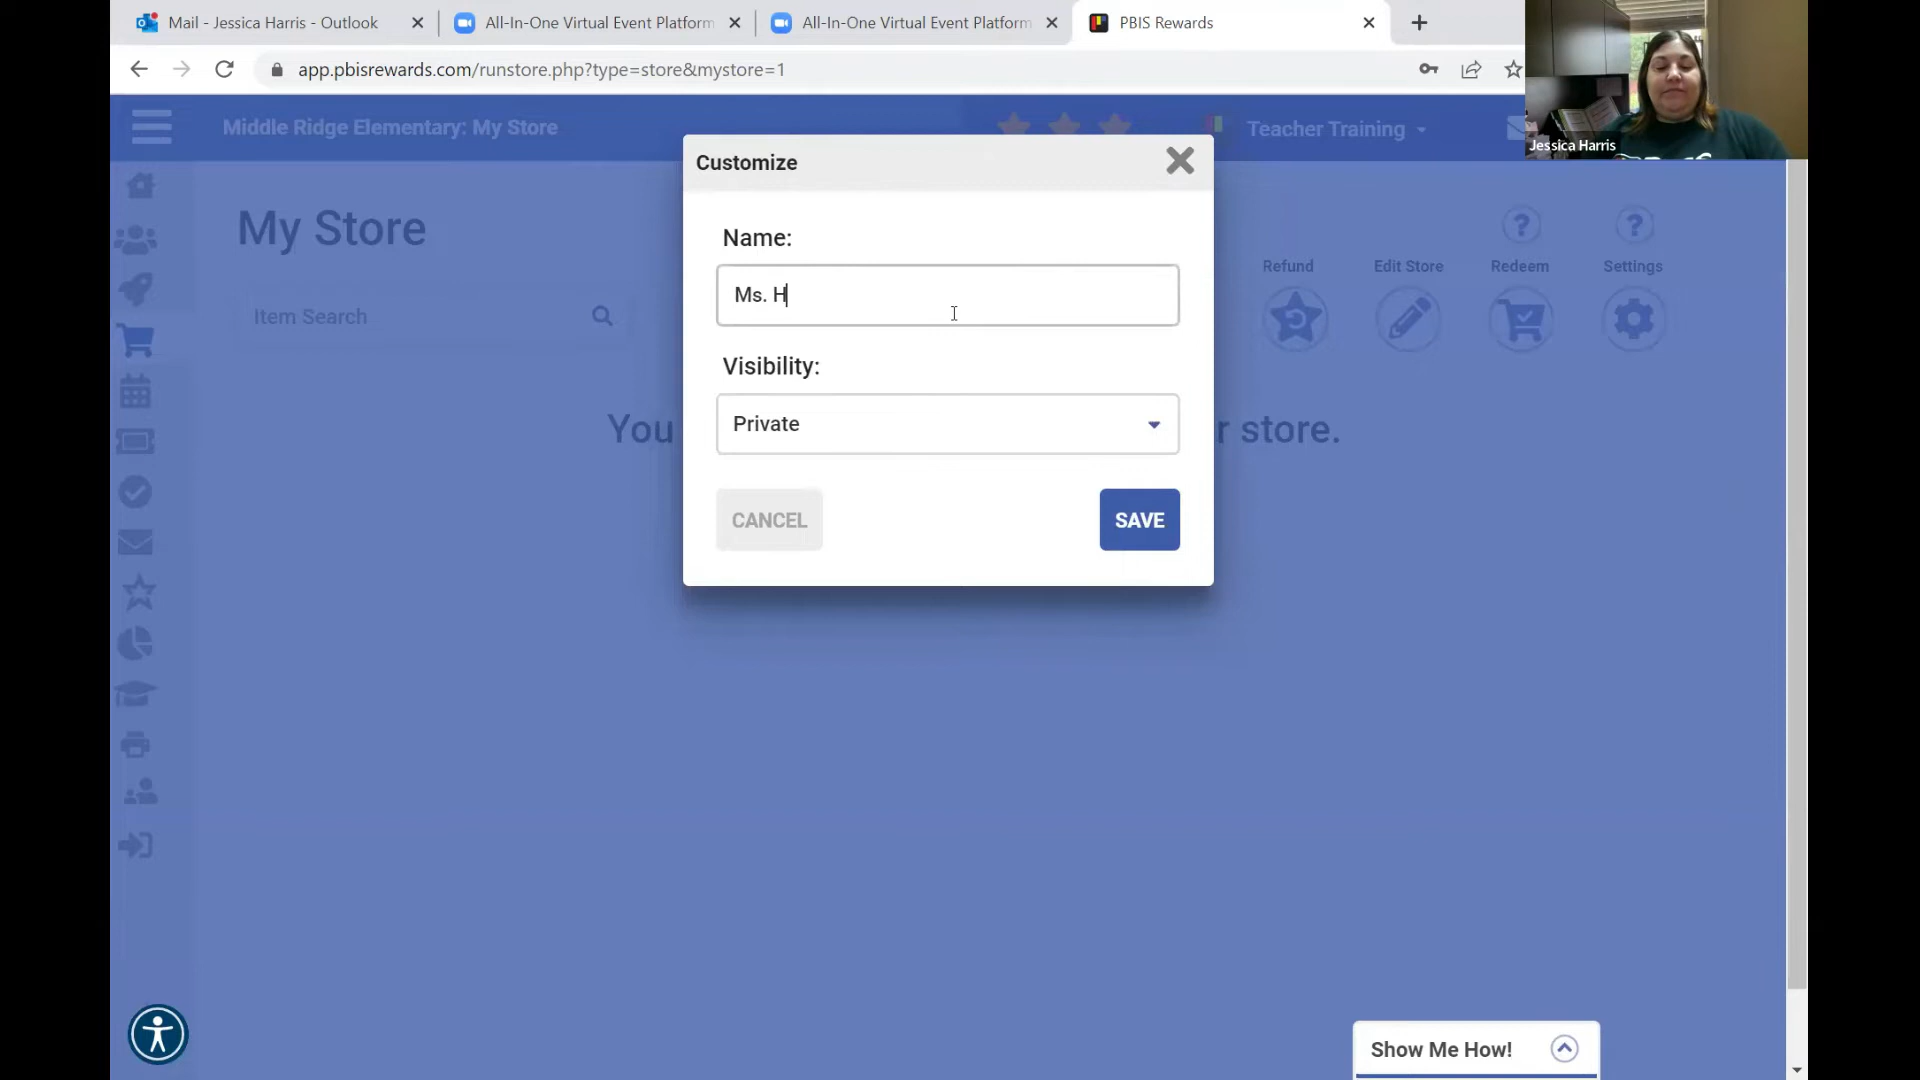 Mail - Jessica Harris - Outlook
All-In-One Virtual Event Platform
All-In-One Virtual Event Platform
PBIS Rewards
app.pbisrewards.com/runstore.php?type=store&mystore=1
Jessica Harris
Middle Ridge Elementary: My Store
Teacher Training
Customize
My Store
Name:
Ms. H
Item Search
Refund
Edit Store
Redeem
Settings
Visibility:
Private
You
r store.
CANCEL
SAVE
Show Me How!